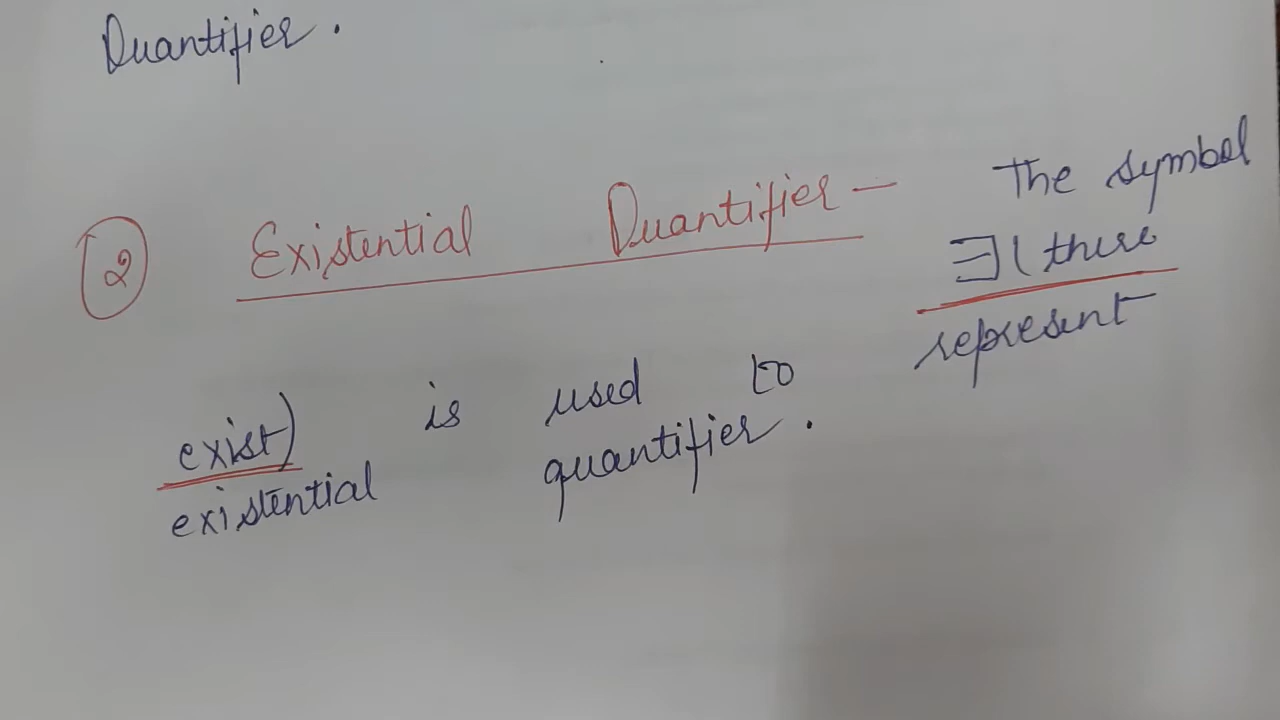 Quantifier.
② Existential Quantifier — The symbol
∃ (there
exist) is used to represent
existential quantifier.